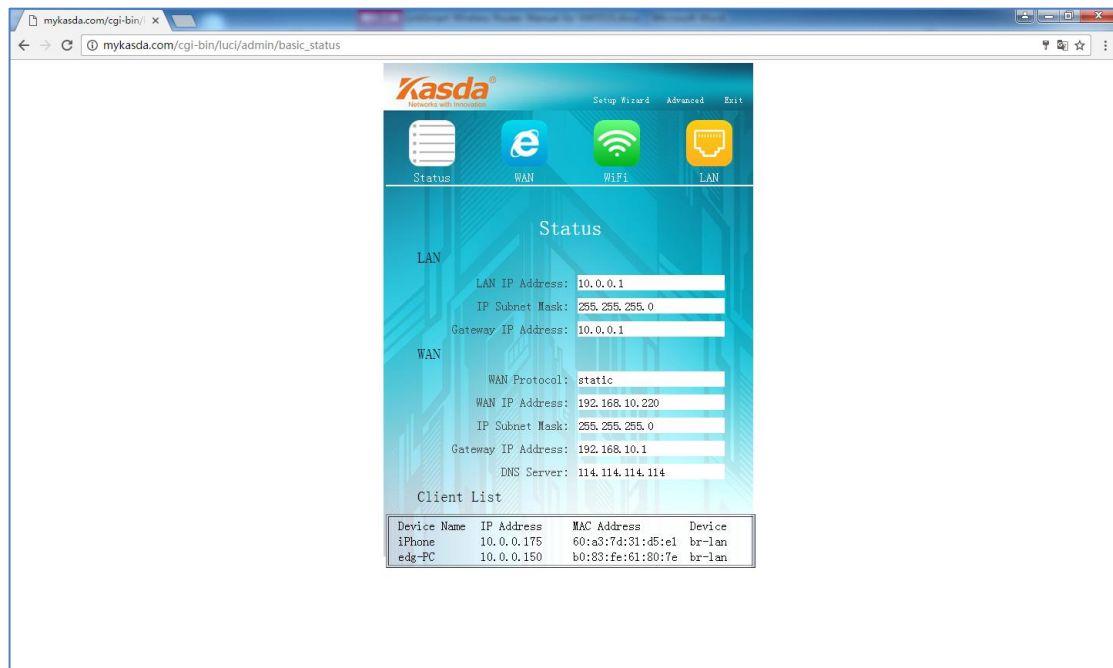 mykasda.com/cgi-bin/
mykasda.com/cgi-bin/luci/admin/basic_status
Kasda®
Networks with Innovation
Setup Wizard Advanced Exit
Status WAN WiFi LAN
Status
LAN
LAN IP Address: 10.0.0.1
IP Subnet Mask: 255.255.255.0
Gateway IP Address: 10.0.0.1
WAN
WAN Protocol: static
WAN IP Address: 192.168.10.220
IP Subnet Mask: 255.255.255.0
Gateway IP Address: 192.168.10.1
DNS Server: 114.114.114.114
Client List
Device Name IP Address MAC Address Device
iPhone 10.0.0.175 60:a3:7d:31:d5:e1 br-lan
edg-PC 10.0.0.150 b0:83:fe:61:80:7e br-lan